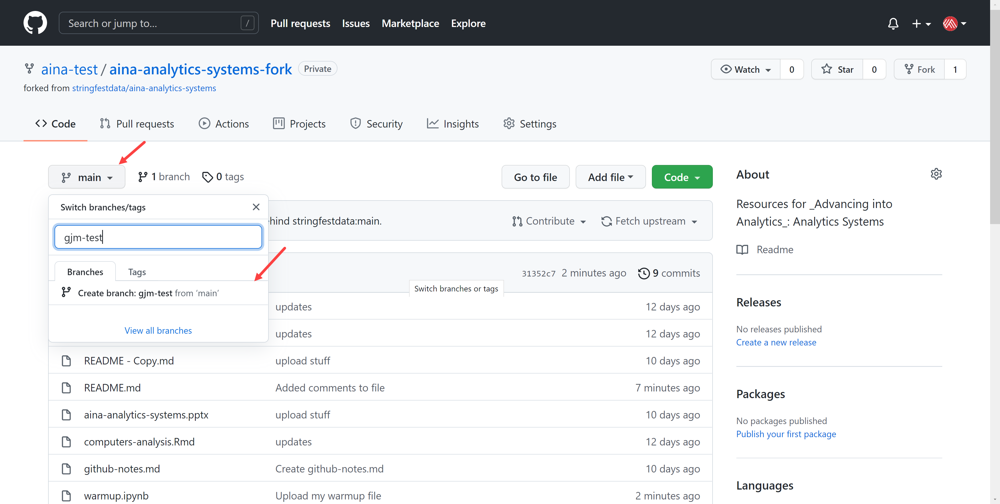 Search or jump to... /
Pull requests Issues Marketplace Explore
aina-test / aina-analytics-systems-fork Private
Watch 0 Star 0 Fork 1
forked from stringfestdata/aina-analytics-systems
Code Pull requests Actions Projects Security Insights Settings
main 1 branch 0 tags Go to file Add file Code
Switch branches/tags
gjm-test
Branches Tags
Create branch: gjm-test from ‘main’
View all branches
stringfestdata:main. Contribute Fetch upstream
31352c7 2 minutes ago 9 commits
Switch branches or tags
updates 12 days ago
updates 12 days ago
README - Copy.md upload stuff 10 days ago
README.md Added comments to file 7 minutes ago
aina-analytics-systems.pptx upload stuff 10 days ago
computers-analysis.Rmd updates 12 days ago
github-notes.md Create github-notes.md 10 days ago
warmup.ipynb Upload my warmup file 2 minutes ago
About
Resources for _Advancing into
Analytics_: Analytics Systems
Readme
Releases
No releases published
Create a new release
Packages
No packages published
Publish your first package
Languages